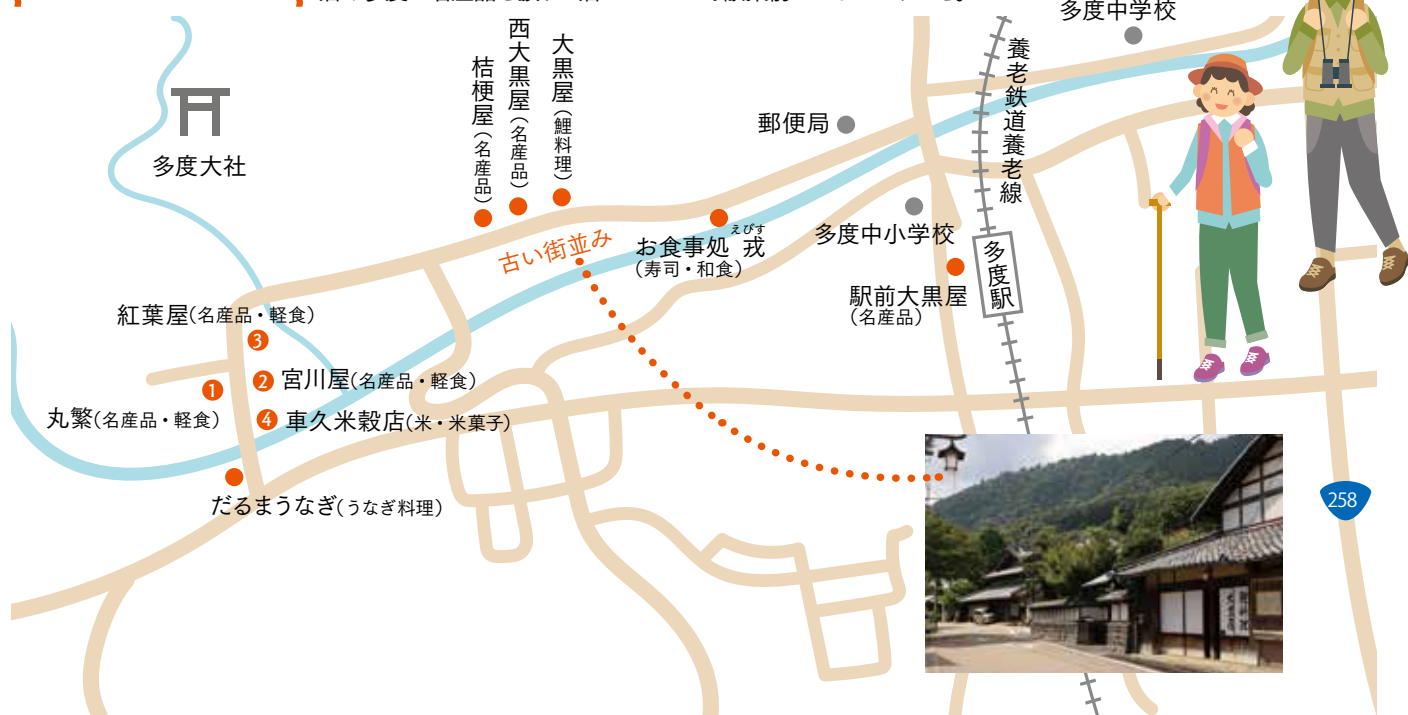 多度中学校
養老鉄道養老線
大黒屋(鯉料理)
西大黒屋(名産品)
桔梗屋(名産品)
郵便局
多度大社
古い街並み
えびす
お食事処 戎
(寿司・和食)
多度中小学校
多度駅
駅前大黒屋
(名産品)
紅葉屋(名産品・軽食)
3
2 宮川屋(名産品・軽食)
1
丸繁(名産品・軽食)
4 車久米穀店(米・米菓子)
だるまうなぎ(うなぎ料理)
258